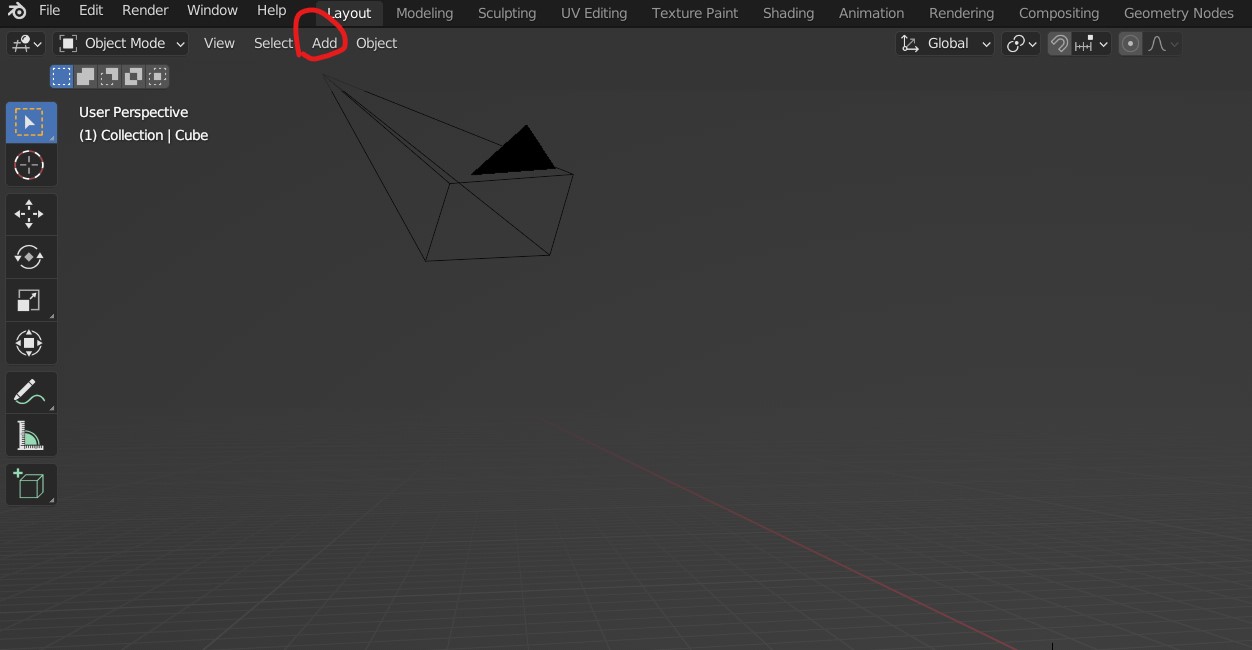 File Edit Render Window Help Layout Modeling Sculpting UV Editing Texture Paint Shading Animation Rendering Compositing Geometry Nodes
Object Mode View Select Add Object Global
User Perspective
(1) Collection | Cube